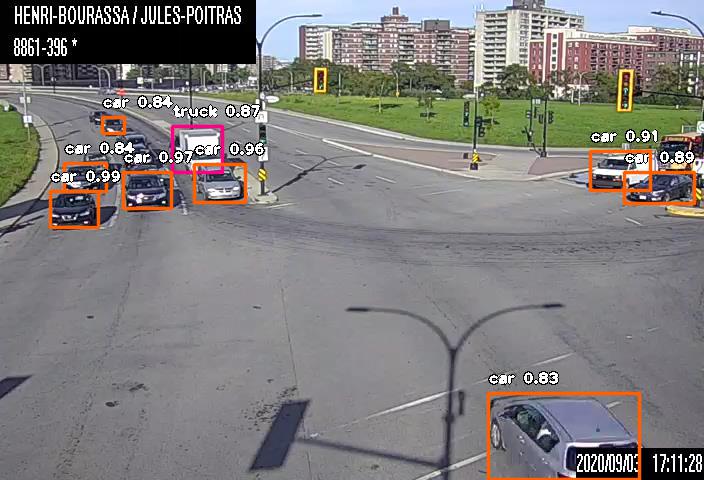 HENRI-BOURASSA / JULES-POITRAS
8861-396 *
car 0.84
truck 0.87
car 0.84
car 0.97
car 0.96
car 0.99
car 0.91
car 0.89
car 0.83
2020/09/03 17:11:28